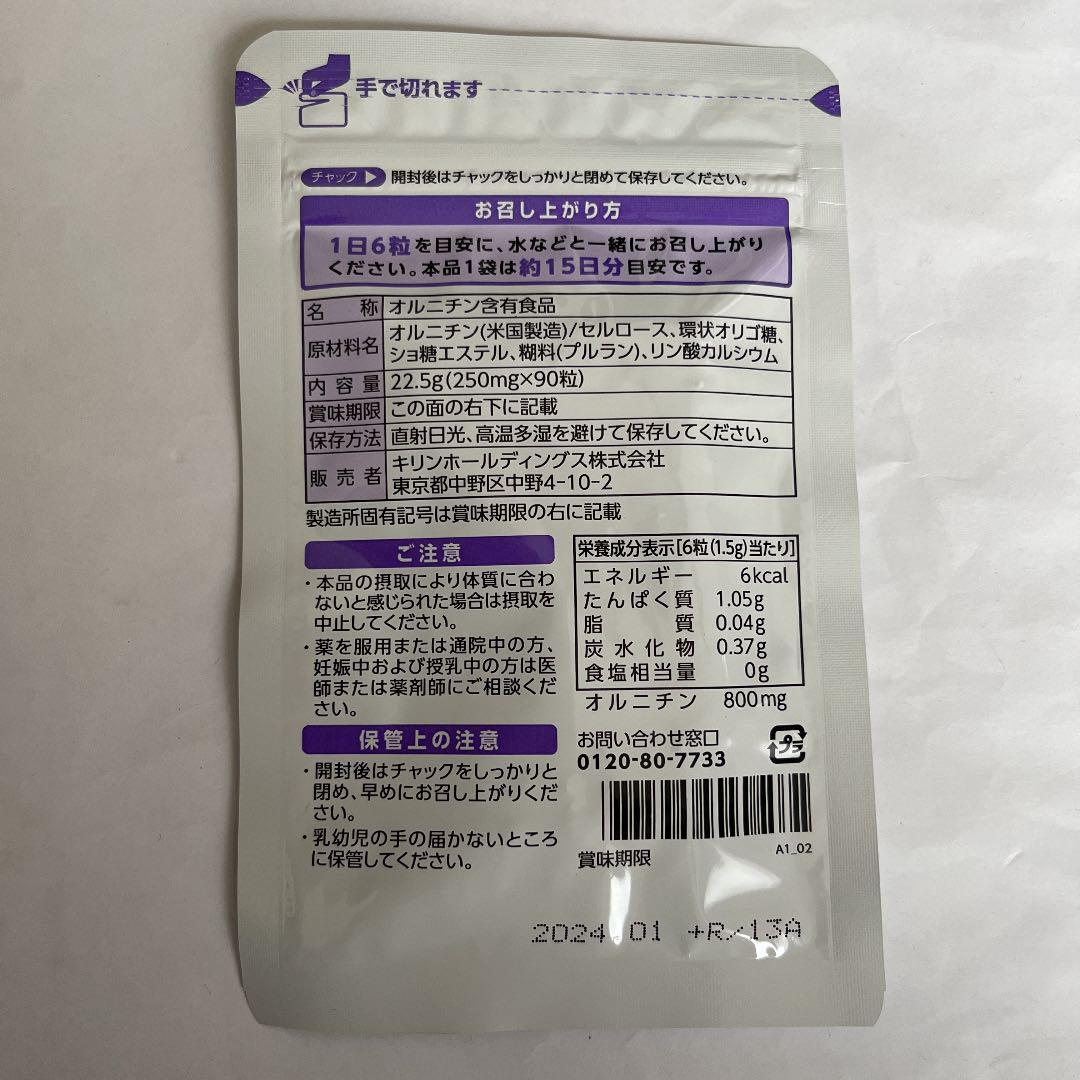 手で切れます
チャック▶ 開封後はチャックをしっかりと閉めて保存してください。
お召し上がり方
1日6粒を目安に、水などと一緒にお召し上がり
ください。本品1袋は約15日分目安です。
名称 オルニチン含有食品
原材料名 オルニチン(米国製造)/セルロース、環状オリゴ糖、
ショ糖エステル、糊料(プルラン)、リン酸カルシウム
内容量 22.5g(250mg×90粒)
賞味期限 この面の右下に記載
保存方法 直射日光、高温多湿を避けて保存してください。
販売者 キリンホールディングス株式会社
東京都中野区中野4-10-2
製造所固有記号は賞味期限の右に記載
ご注意
・本品の摂取により体質に合わ
ないと感じられた場合は摂取を
中止してください。
・薬を服用または通院中の方、
妊娠中および授乳中の方は医
師または薬剤師にご相談くだ
さい。
保管上の注意
・開封後はチャックをしっかりと
閉め、早めにお召し上がりくだ
さい。
・乳幼児の手の届かないところ
に保管してください。
栄養成分表示[6粒(1.5g)当たり]
エネルギー 6kcal
たんぱく質 1.05g
脂質 0.04g
炭水化物 0.37g
食塩相当量 0g
オルニチン 800mg
お問い合わせ窓口
0120-80-7733
プラ
A1_02
賞味期限
2024.01 +R/13A